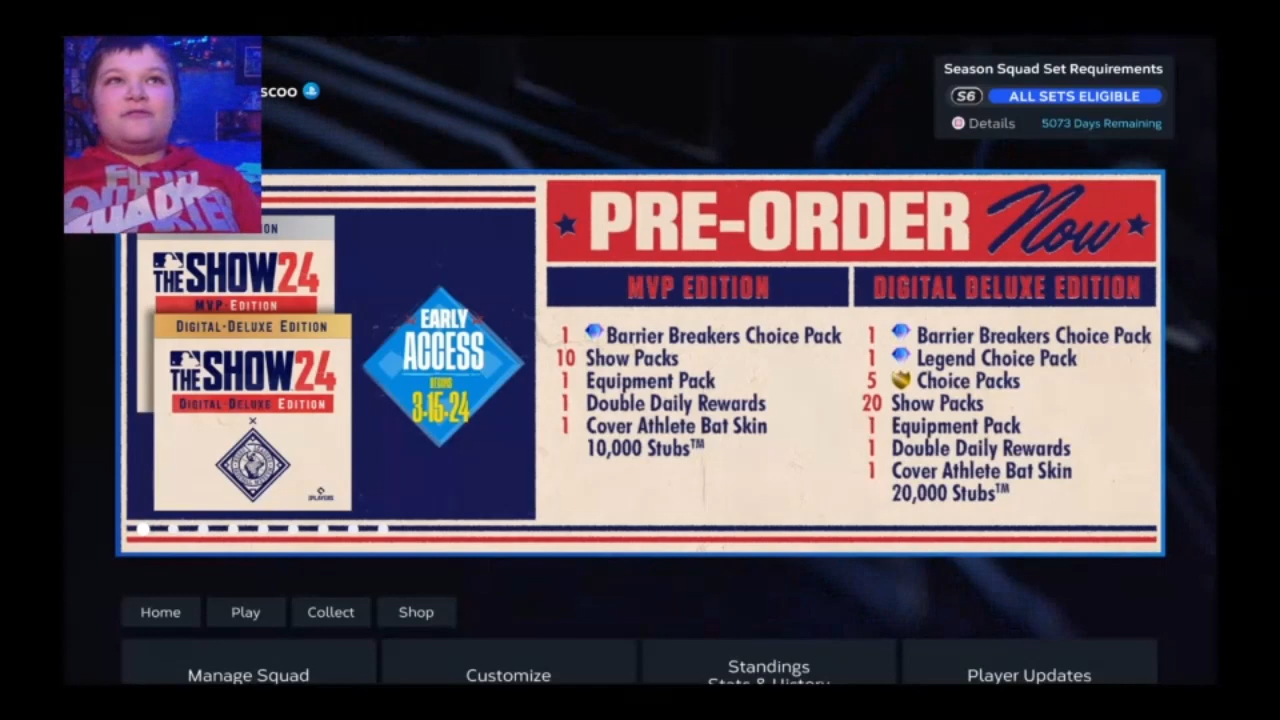 scoo
Season Squad Set Requirements
S6 ALL SETS ELIGIBLE
Details 5073 Days Remaining
THE SHOW 24
MVP EDITION
DIGITAL DELUXE EDITION
THE SHOW 24
DIGITAL DELUXE EDITION
EARLY
ACCESS
BEGINS
3·15·24
PRE-ORDER Now
MVP EDITION
1 Barrier Breakers Choice Pack
10 Show Packs
1 Equipment Pack
1 Double Daily Rewards
1 Cover Athlete Bat Skin
10,000 Stubs™
DIGITAL DELUXE EDITION
1 Barrier Breakers Choice Pack
1 Legend Choice Pack
5 Choice Packs
20 Show Packs
1 Equipment Pack
1 Double Daily Rewards
1 Cover Athlete Bat Skin
20,000 Stubs™
Home Play Collect Shop
Manage Squad
Customize
Standings
Stats & History
Player Updates